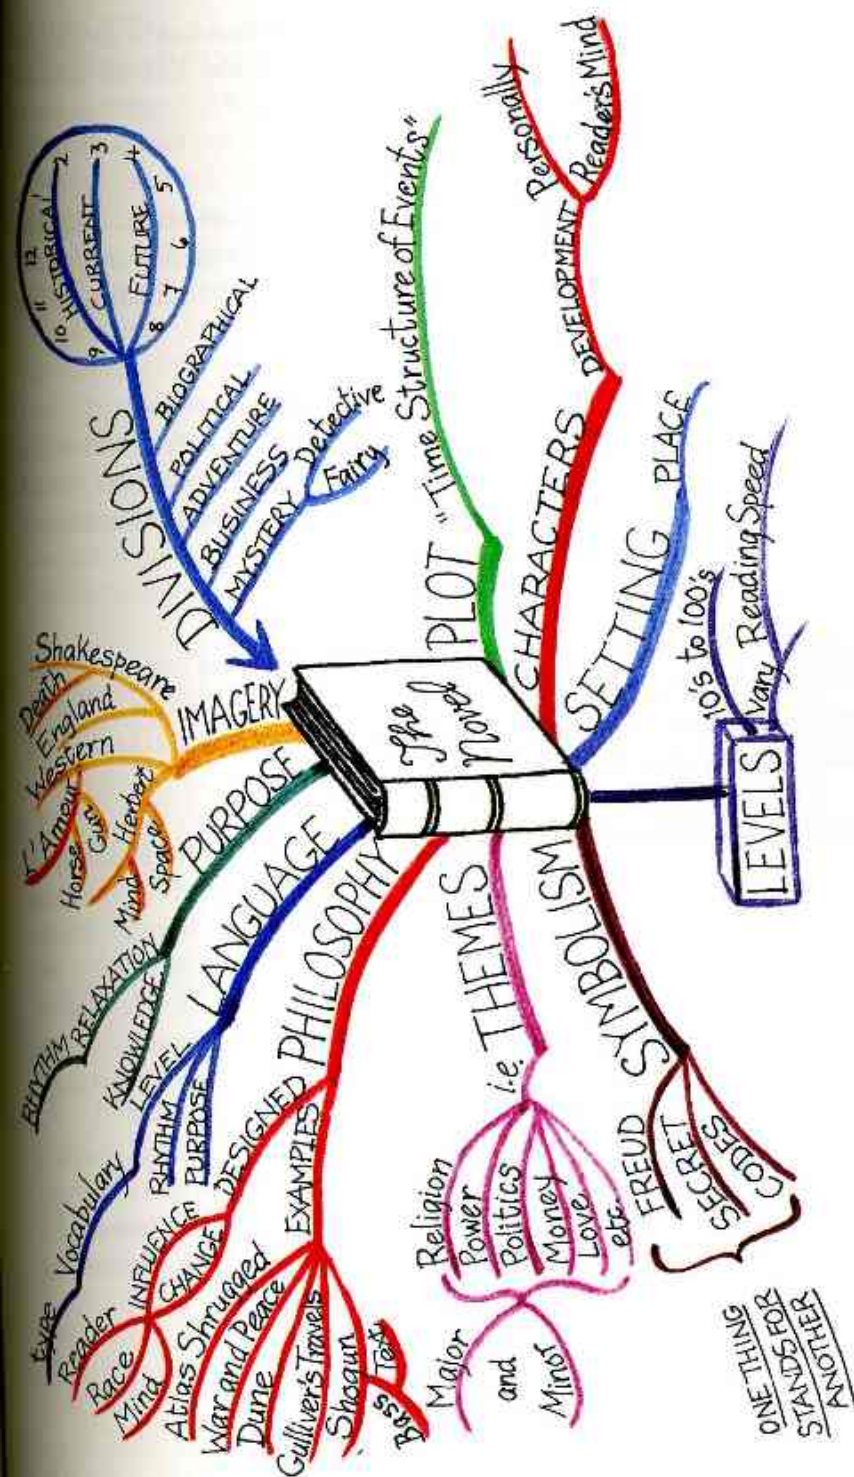 The
Novel
PLOT
"Time Structure of Events"
CHARACTERS
DEVELOPMENT
Personally
Reader's Mind
SETTING
PLACE
LEVELS
10's to 100's
vary
Reading Speed
SYMBOLISM
FREUD
SECRET
CODES
ONE THING
STANDS FOR
ANOTHER
THEMES
i.e.
Religion
Power
Politics
Money
Love
etc.
Major
and
Minor
PHILOSOPHY
DESIGNED
INFLUENCE
CHANGE
Reader
Race
Mind
EXAMPLES
Atlas Shrugged
War and Peace
Dune
Gulliver's Travels
Shogun
LANGUAGE
LEVEL
Vocabulary
type
RHYTHM
PURPOSE
PURPOSE
RELAXATION
RHYTHM
KNOWLEDGE
IMAGERY
Shakespeare
Death
England
Western
L'Amour
Horse
Gun
Herbert
Mind
Space
DIVISIONS
HISTORICAL
CURRENT
FUTURE
2
3
4
5
6
7
8
9
10
11
12
BIOGRAPHICAL
POLITICAL
ADVENTURE
BUSINESS
MYSTERY
Detective
Fairy